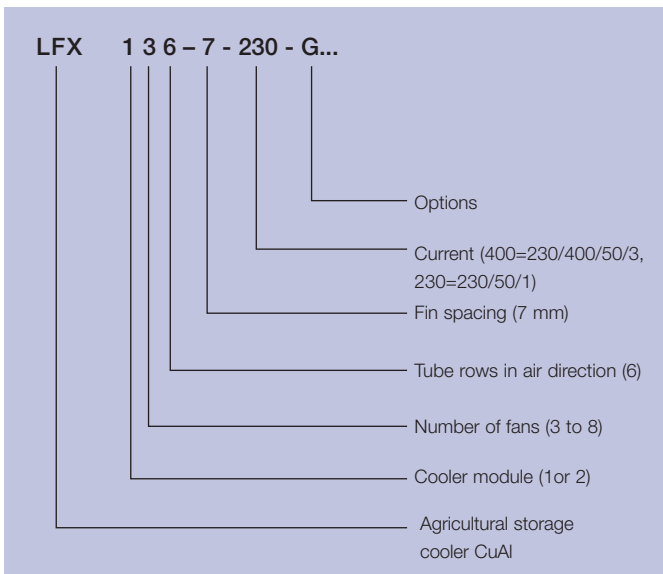 LFX 1 3 6 – 7 - 230 - G...
Options
Current (400=230/400/50/3,
230=230/50/1)
Fin spacing (7 mm)
Tube rows in air direction (6)
Number of fans (3 to 8)
Cooler module (1or 2)
Agricultural storage
cooler CuAl